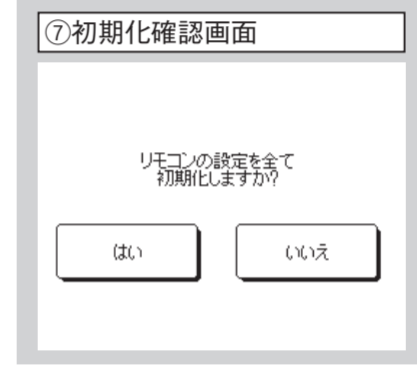 ⑦初期化確認画面
リモコンの設定を全て
初期化しますか?
はい
いいえ